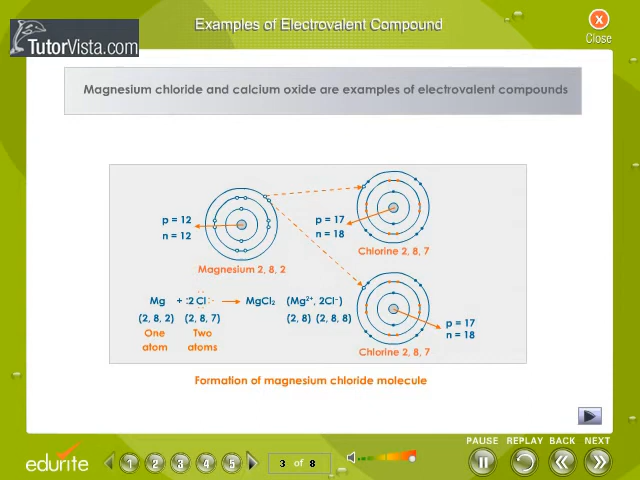 Examples of Electrovalent Compound
X
Close
TutorVista.com
Magnesium chloride and calcium oxide are examples of electrovalent compounds
p = 12
n = 12
Magnesium 2, 8, 2
p = 17
n = 18
Chlorine 2, 8, 7
Mg + :2 Cl: → MgCl₂ (Mg²⁺, 2Cl⁻)
(2, 8, 2) (2, 8, 7) (2, 8) (2, 8, 8)
One atom
Two atoms
p = 17
n = 18
Chlorine 2, 8, 7
Formation of magnesium chloride molecule
PAUSE REPLAY BACK NEXT
edurite
1 2 3 4 5
3 of 8